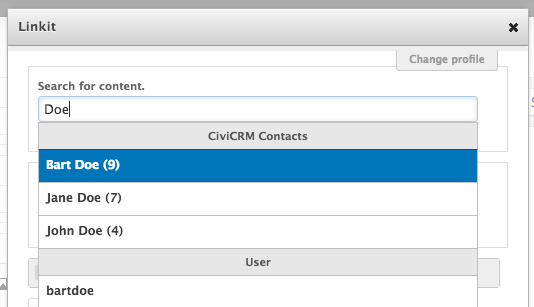 Linkit
Change profile
Search for content.
Doe
CiviCRM Contacts
Bart Doe (9)
Jane Doe (7)
John Doe (4)
User
bartdoe